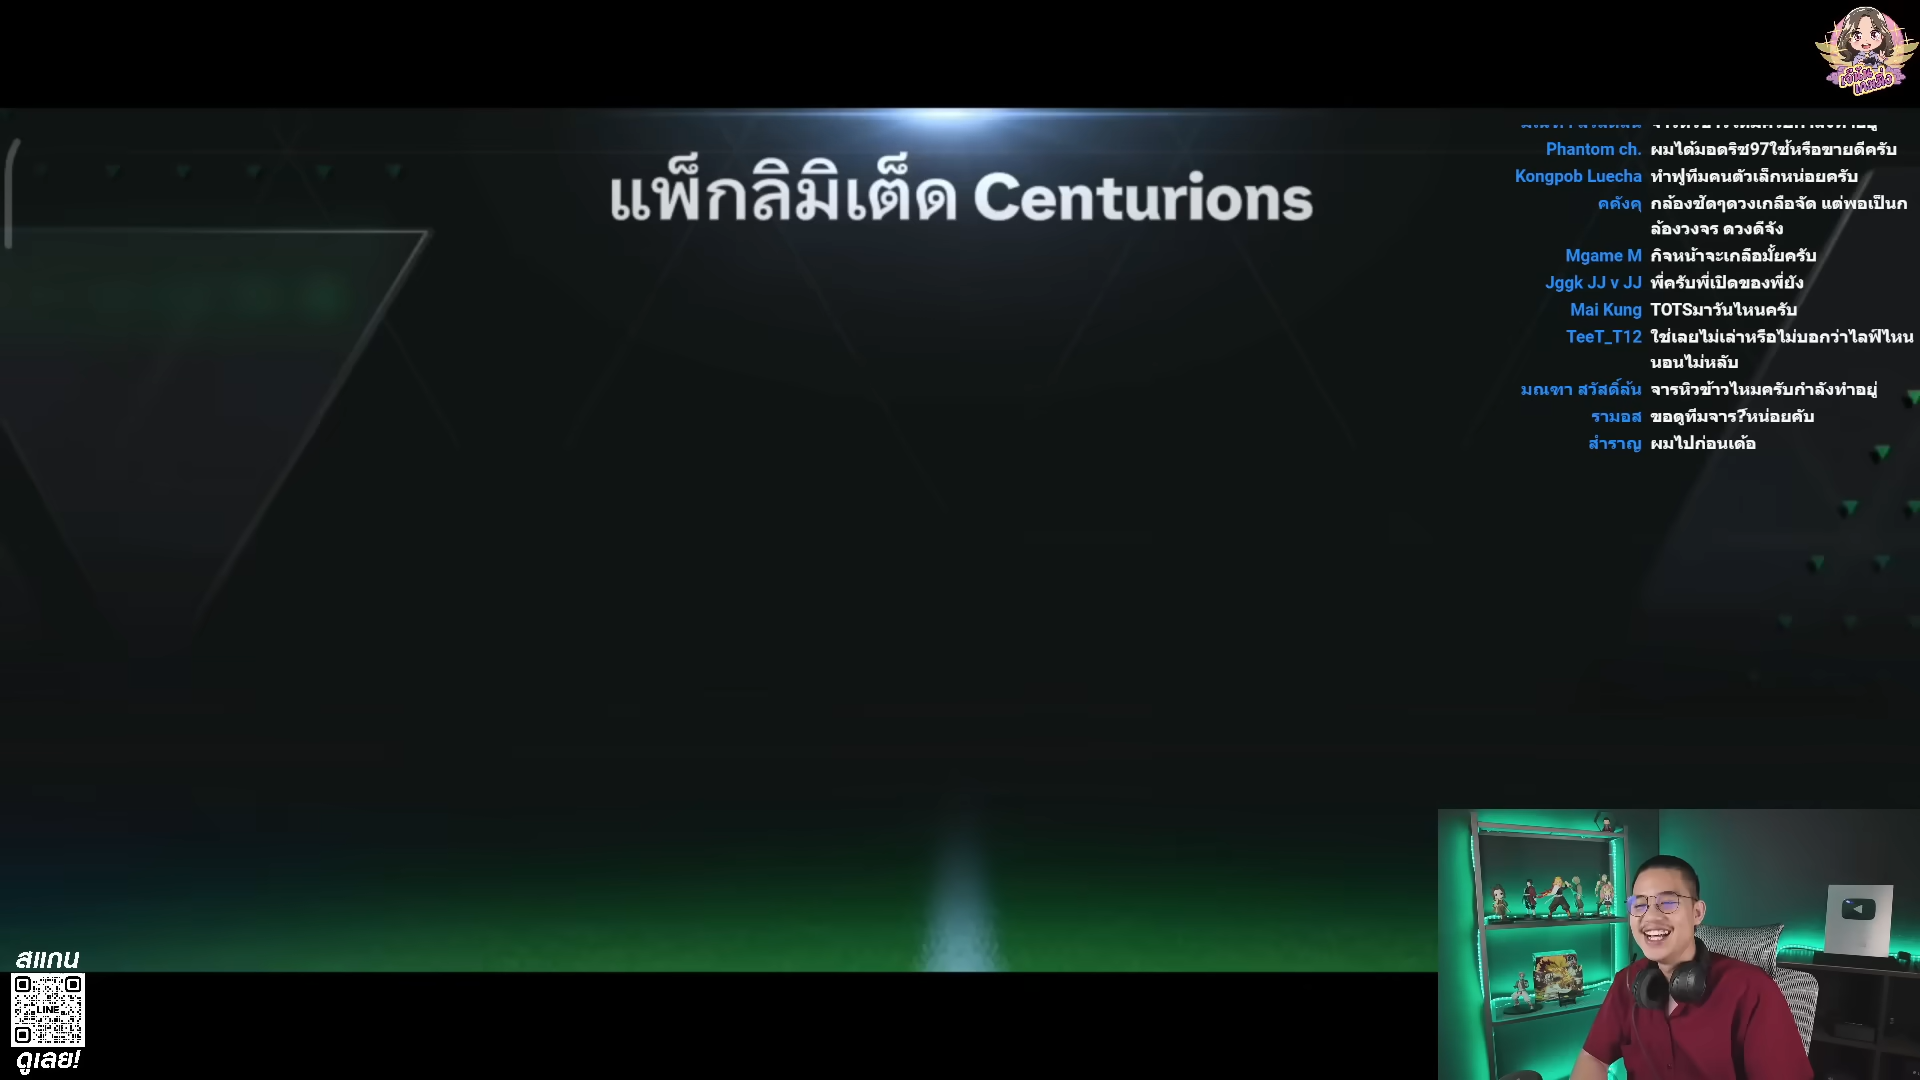 แพ็กลิมิเต็ด Centurions
Phantom ch. ผมได้มอดริช97ใช้หรือขายดีครับ
Kongpob Luecha ทำฟูทีมคนตัวเล็กหน่อยครับ
คคังคุ กล้องชัดๆดวงเกลือจัด แต่พอเป็นก
ล้องวงจร ดวงดีจัง
Mgame M กิจหน้าจะเกลือมั้ยครับ
Jggk JJ v JJ พี่ครับพี่เปิดของพี่ยัง
Mai Kung TOTSมาวันไหนครับ
TeeT_T12 ใช่เลยไม่เล่าหรือไม่บอกว่าไลฟ์ไหน
นอนไม่หลับ
มณฑา สวัสดิ์ล้น จารหิวข้าวไหมครับกำลังทำอยู่
รามอส ขอดูทีมจาร?หน่อยคับ
สำราญ ผมไปก่อนเด้อ
สแกน
LINE
ดูเลย!